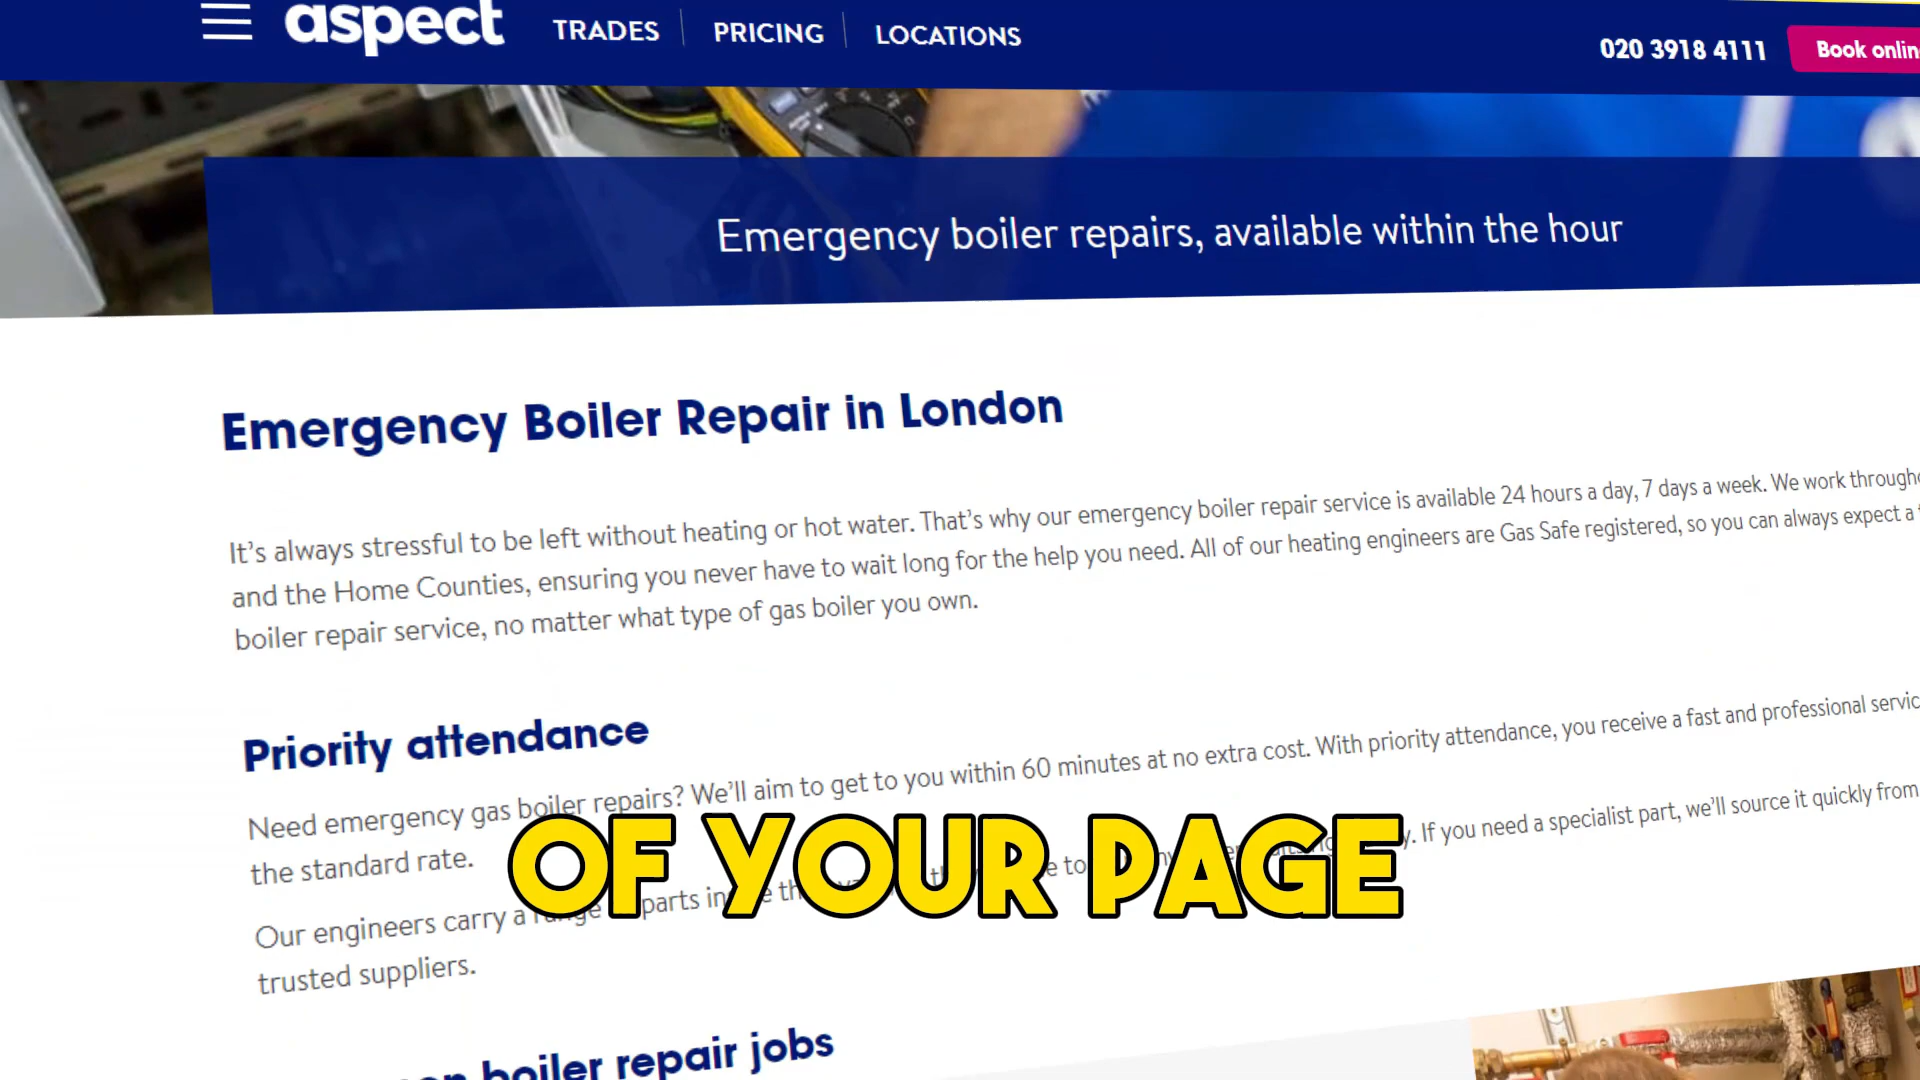 aspect
TRADES
PRICING
LOCATIONS
020 3918 4111
Book onlin
Emergency boiler repairs, available within the hour
Emergency Boiler Repair in London
It's always stressful to be left without heating or hot water. That's why our emergency boiler repair service is available 24 hours a day, 7 days a week. We work througho
and the Home Counties, ensuring you never have to wait long for the help you need. All of our heating engineers are Gas Safe registered, so you can always expect a
boiler repair service, no matter what type of gas boiler you own.
Priority attendance
Need emergency gas boiler repairs? We'll aim to get to you within 60 minutes at no extra cost. With priority attendance, you receive a fast and professional servic
the standard rate.
Our engineers carry a range parts in to If you need a specialist part, we'll source it quickly from
trusted suppliers.
OF YOUR PAGE
boiler repair jobs